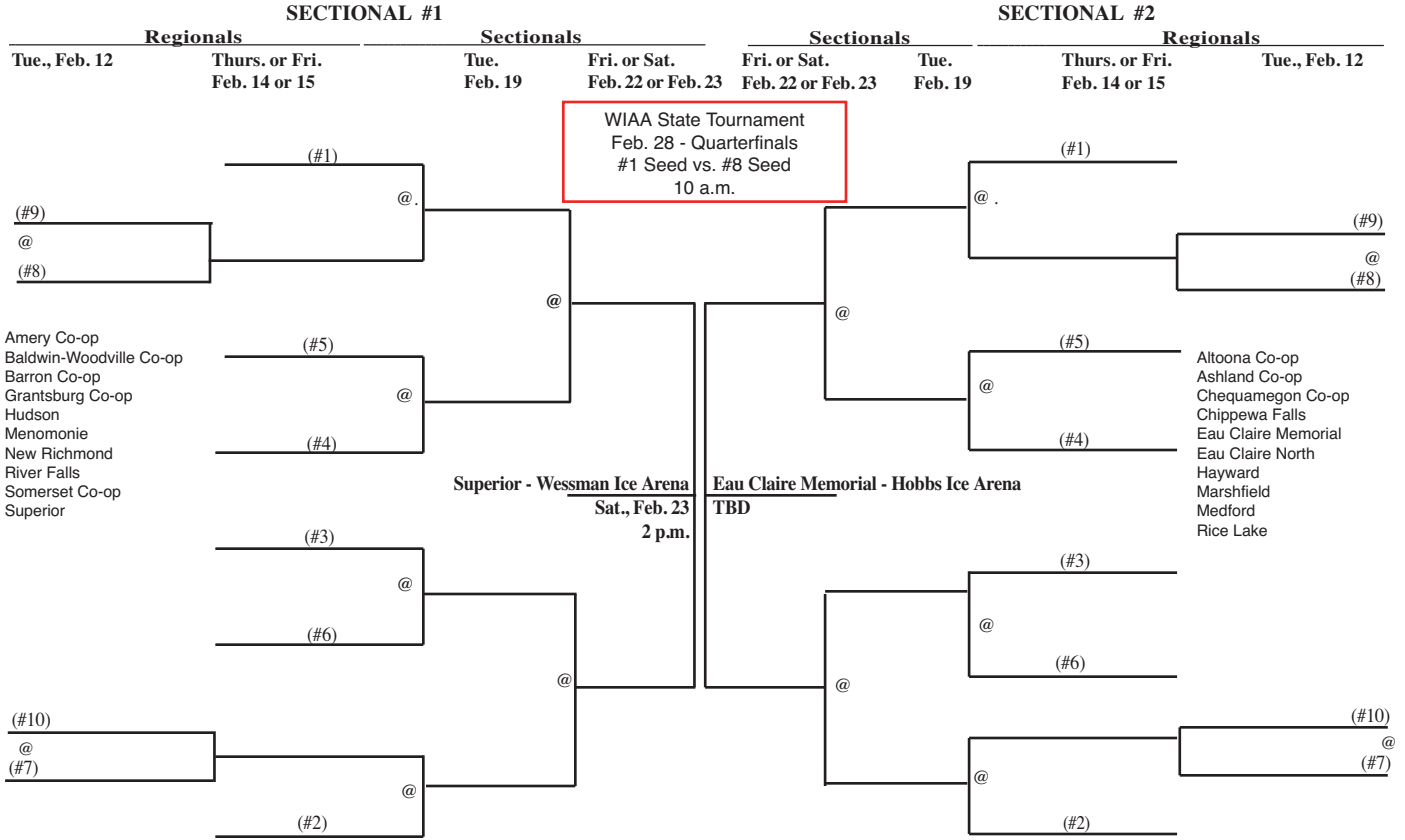 SECTIONAL #1
SECTIONAL #2
Regionals
Sectionals
Sectionals
Regionals
Tue., Feb. 12
Thurs. or Fri.
Feb. 14 or 15
Tue.
Feb. 19
Fri. or Sat.
Feb. 22 or Feb. 23
Fri. or Sat.
Feb. 22 or Feb. 23
Tue.
Feb. 19
Thurs. or Fri.
Feb. 14 or 15
Tue., Feb. 12
WIAA State Tournament
Feb. 28 - Quarterfinals
#1 Seed vs. #8 Seed
10 a.m.
(#1)
@ .
(#9)
@
(#8)
@
(#5)
@
(#4)
Amery Co-op
Baldwin-Woodville Co-op
Barron Co-op
Grantsburg Co-op
Hudson
Menomonie
New Richmond
River Falls
Somerset Co-op
Superior
Superior - Wessman Ice Arena
Sat., Feb. 23
2 p.m.
(#3)
@
(#6)
@
(#10)
@
(#7)
@
(#2)
(#1)
@ .
(#9)
@
(#8)
@
(#5)
@
(#4)
Altoona Co-op
Ashland Co-op
Chequamegon Co-op
Chippewa Falls
Eau Claire Memorial
Eau Claire North
Hayward
Marshfield
Medford
Rice Lake
Eau Claire Memorial - Hobbs Ice Arena
TBD
(#3)
@
(#6)
@
(#10)
@
(#7)
@
(#2)